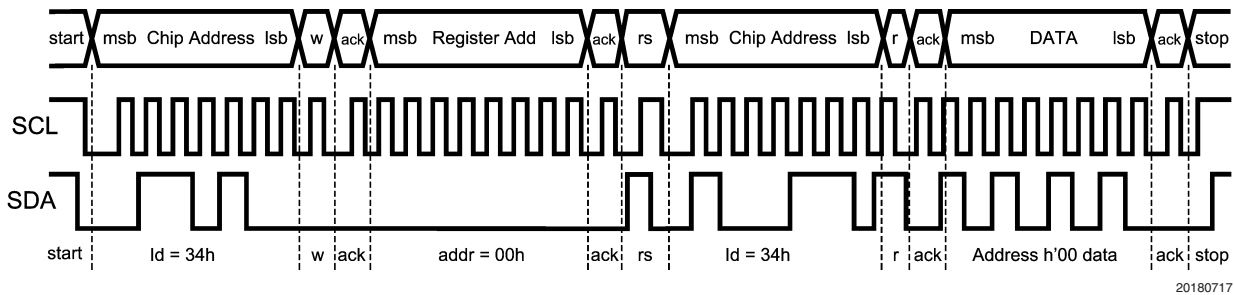 start msb Chip Address lsb w ack msb Register Add lsb ack rs msb Chip Address lsb r ack msb DATA lsb ack stop
SCL
SDA
start Id = 34h w ack addr = 00h ack rs Id = 34h r ack Address h'00 data ack stop
20180717